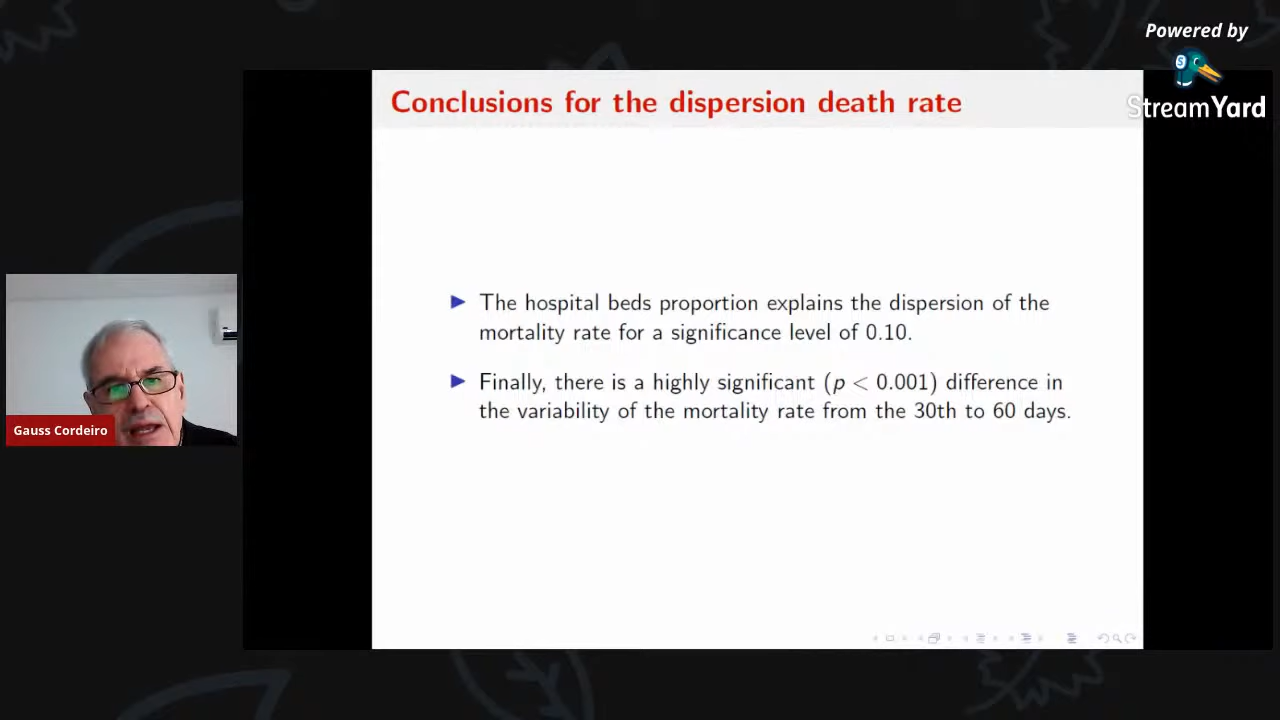 Powered by
StreamYard
Conclusions for the dispersion death rate
The hospital beds proportion explains the dispersion of the
mortality rate for a significance level of 0.10.
Finally, there is a highly significant (p < 0.001) difference in
the variability of the mortality rate from the 30th to 60 days.
Gauss Cordeiro